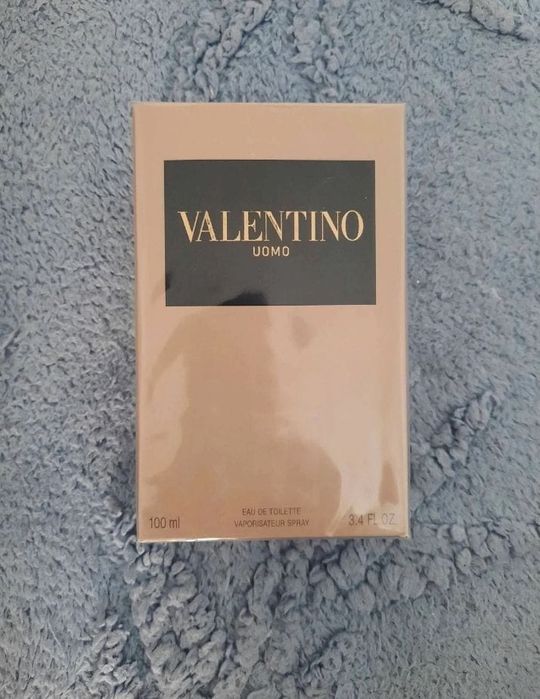 VALENTINO
UOMO
EAU DE TOILETTE
100 ml VAPORISATEUR SPRAY 3.4 FL.OZ.